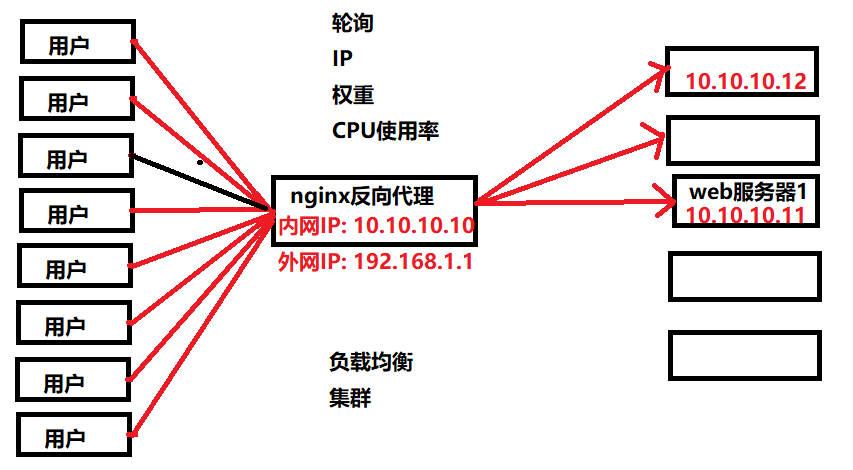 用户
用户
用户
用户
用户
用户
用户
用户
轮询
IP
权重
CPU使用率
nginx反向代理
内网IP: 10.10.10.10
外网IP: 192.168.1.1
负载均衡
集群
10.10.10.12
web服务器1
10.10.10.11